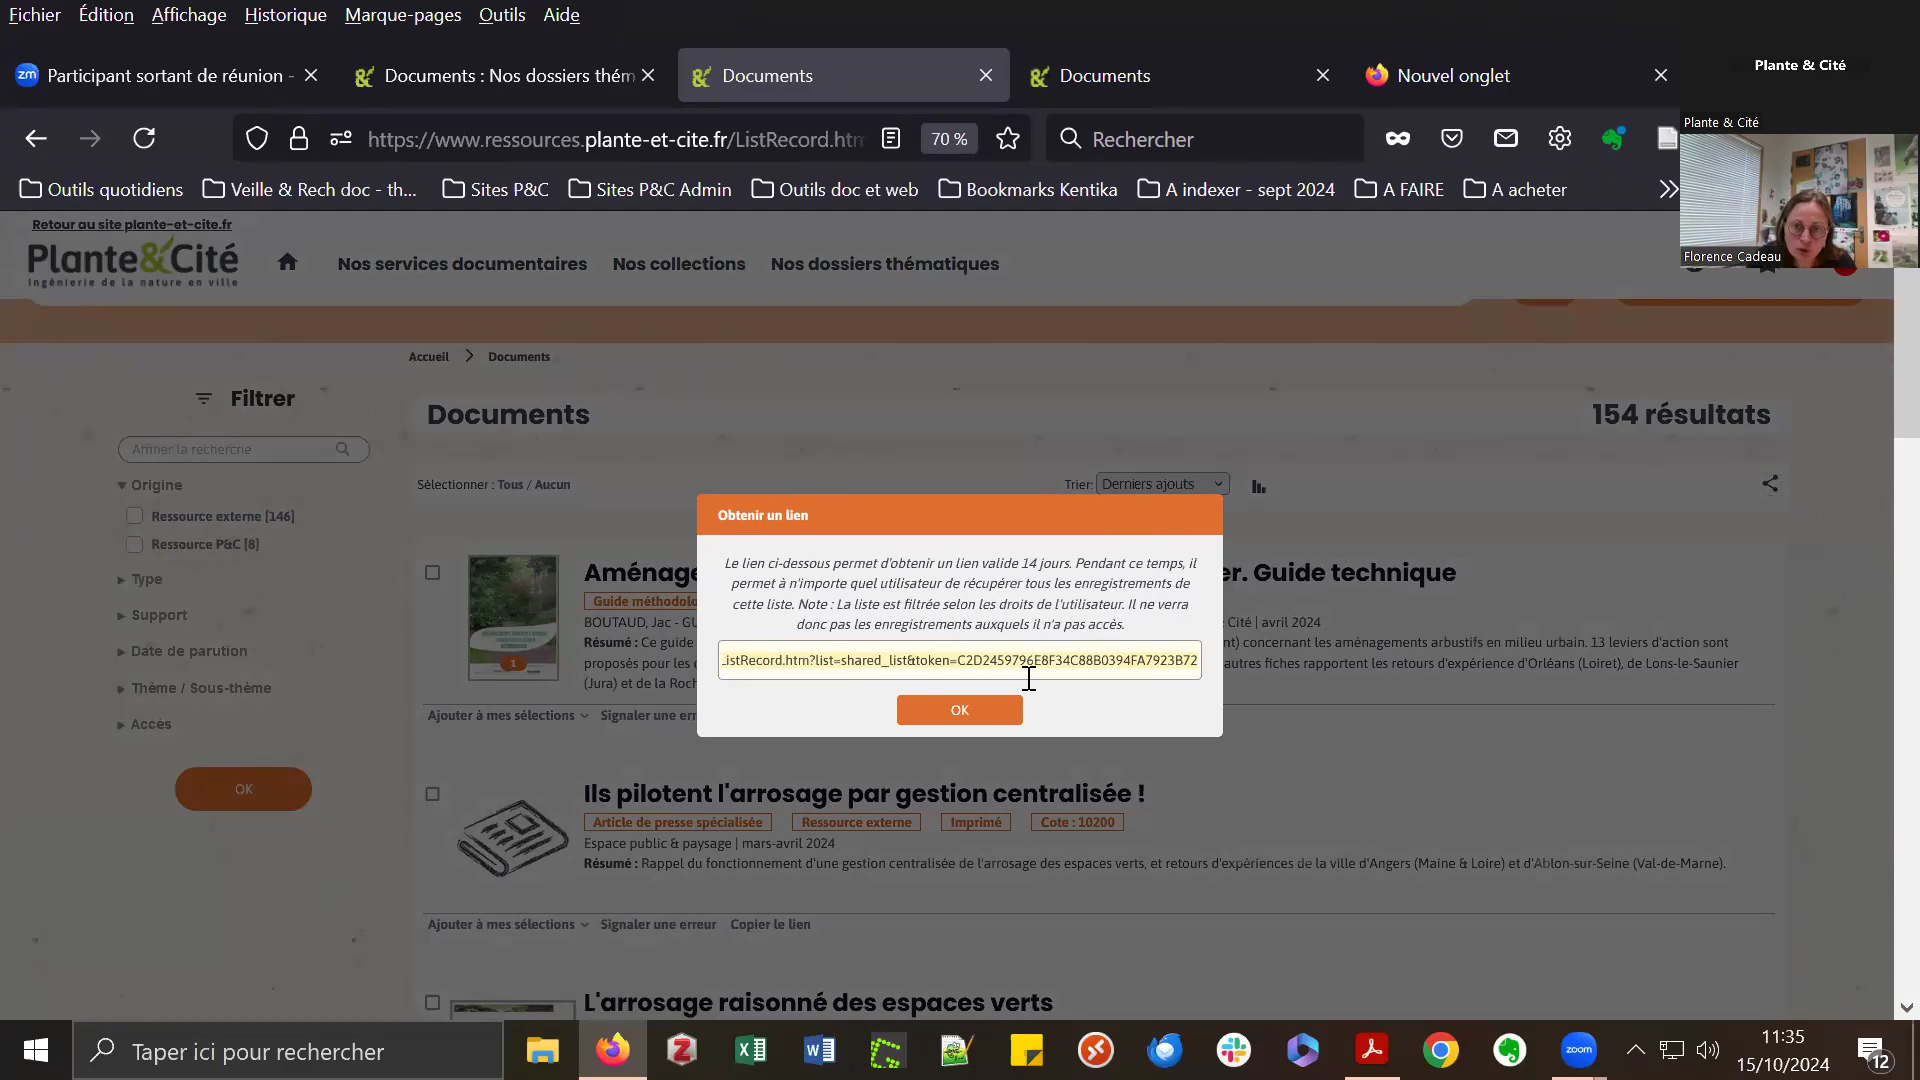 Fichier Édition Affichage Historique Marque-pages Outils Aide
Participant sortant de réunion - Documents : Nos dossiers thém Documents Documents Nouvel onglet
Plante & Cité
https://www.ressources.plante-et-cite.fr/ListRecord.htm 70 % Rechercher
Plante & Cité
Florence Cadeau
Outils quotidiens Veille & Rech doc - th... Sites P&C Sites P&C Admin Outils doc et web Bookmarks Kentika A indexer - sept 2024 A FAIRE A acheter
Retour au site plante-et-cite.fr
Plante&Cité
Ingénierie de la nature en ville
Nos services documentaires Nos collections Nos dossiers thématiques
Accueil Documents
Filtrer
Affiner la recherche
Origine
Ressource externe [146]
Ressource P&C [8]
Type
Support
Date de parution
Thème / Sous-thème
Accès
OK
Documents 154 résultats
Sélectionner : Tous / Aucun Trier: Derniers ajouts
Obtenir un lien
Le lien ci-dessous permet d'obtenir un lien valide 14 jours. Pendant ce temps, il
permet à n'importe quel utilisateur de récupérer tous les enregistrements de
cette liste. Note : La liste est filtrée selon les droits de l'utilisateur. Il ne verra
donc pas les enregistrements auxquels il n'a pas accès.
ListRecord.htm?list=shared_list&token=C2D2459796E8F34C88B0394FA7923B72
OK
Aménage er. Guide technique
Guide méthodolo
BOUTAUD, Jac - GU & Cité | avril 2024
Résumé : Ce guide ent) concernant les aménagements arbustifs en milieu urbain. 13 leviers d'action sont
proposés pour les autres fiches rapportent les retours d'expérience d'Orléans (Loiret), de Lons-le-Saunier
(Jura) et de la Roch
Ajouter à mes sélections Signaler une err
Ils pilotent l'arrosage par gestion centralisée !
Article de presse spécialisée Ressource externe Imprimé Cote : 10200
Espace public & paysage | mars-avril 2024
Résumé : Rappel du fonctionnement d'une gestion centralisée de l'arrosage des espaces verts, et retours d'expériences de la ville d'Angers (Maine & Loire) et d'Ablon-sur-Seine (Val-de-Marne).
Ajouter à mes sélections Signaler une erreur Copier le lien
L'arrosage raisonné des espaces verts
Taper ici pour rechercher
zoom
11:35
15/10/2024
12